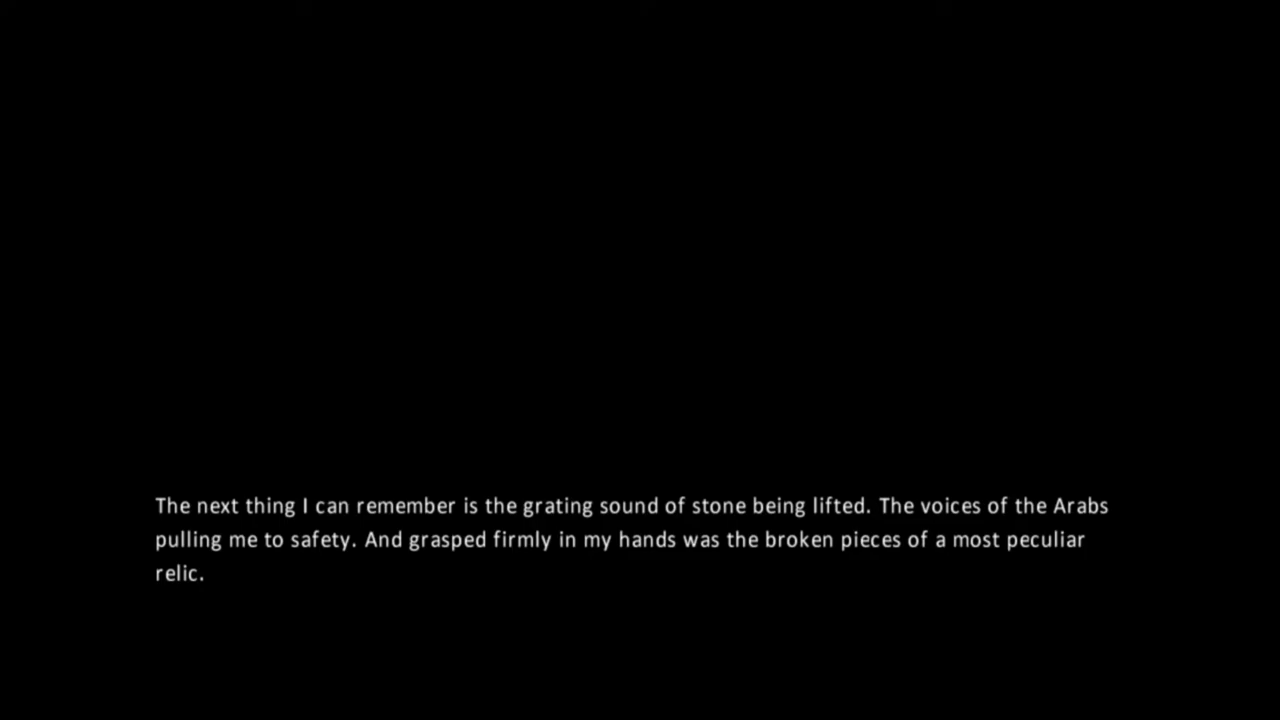 The next thing I can remember is the grating sound of stone being lifted. The voices of the Arabs
pulling me to safety. And grasped firmly in my hands was the broken pieces of a most peculiar
relic.